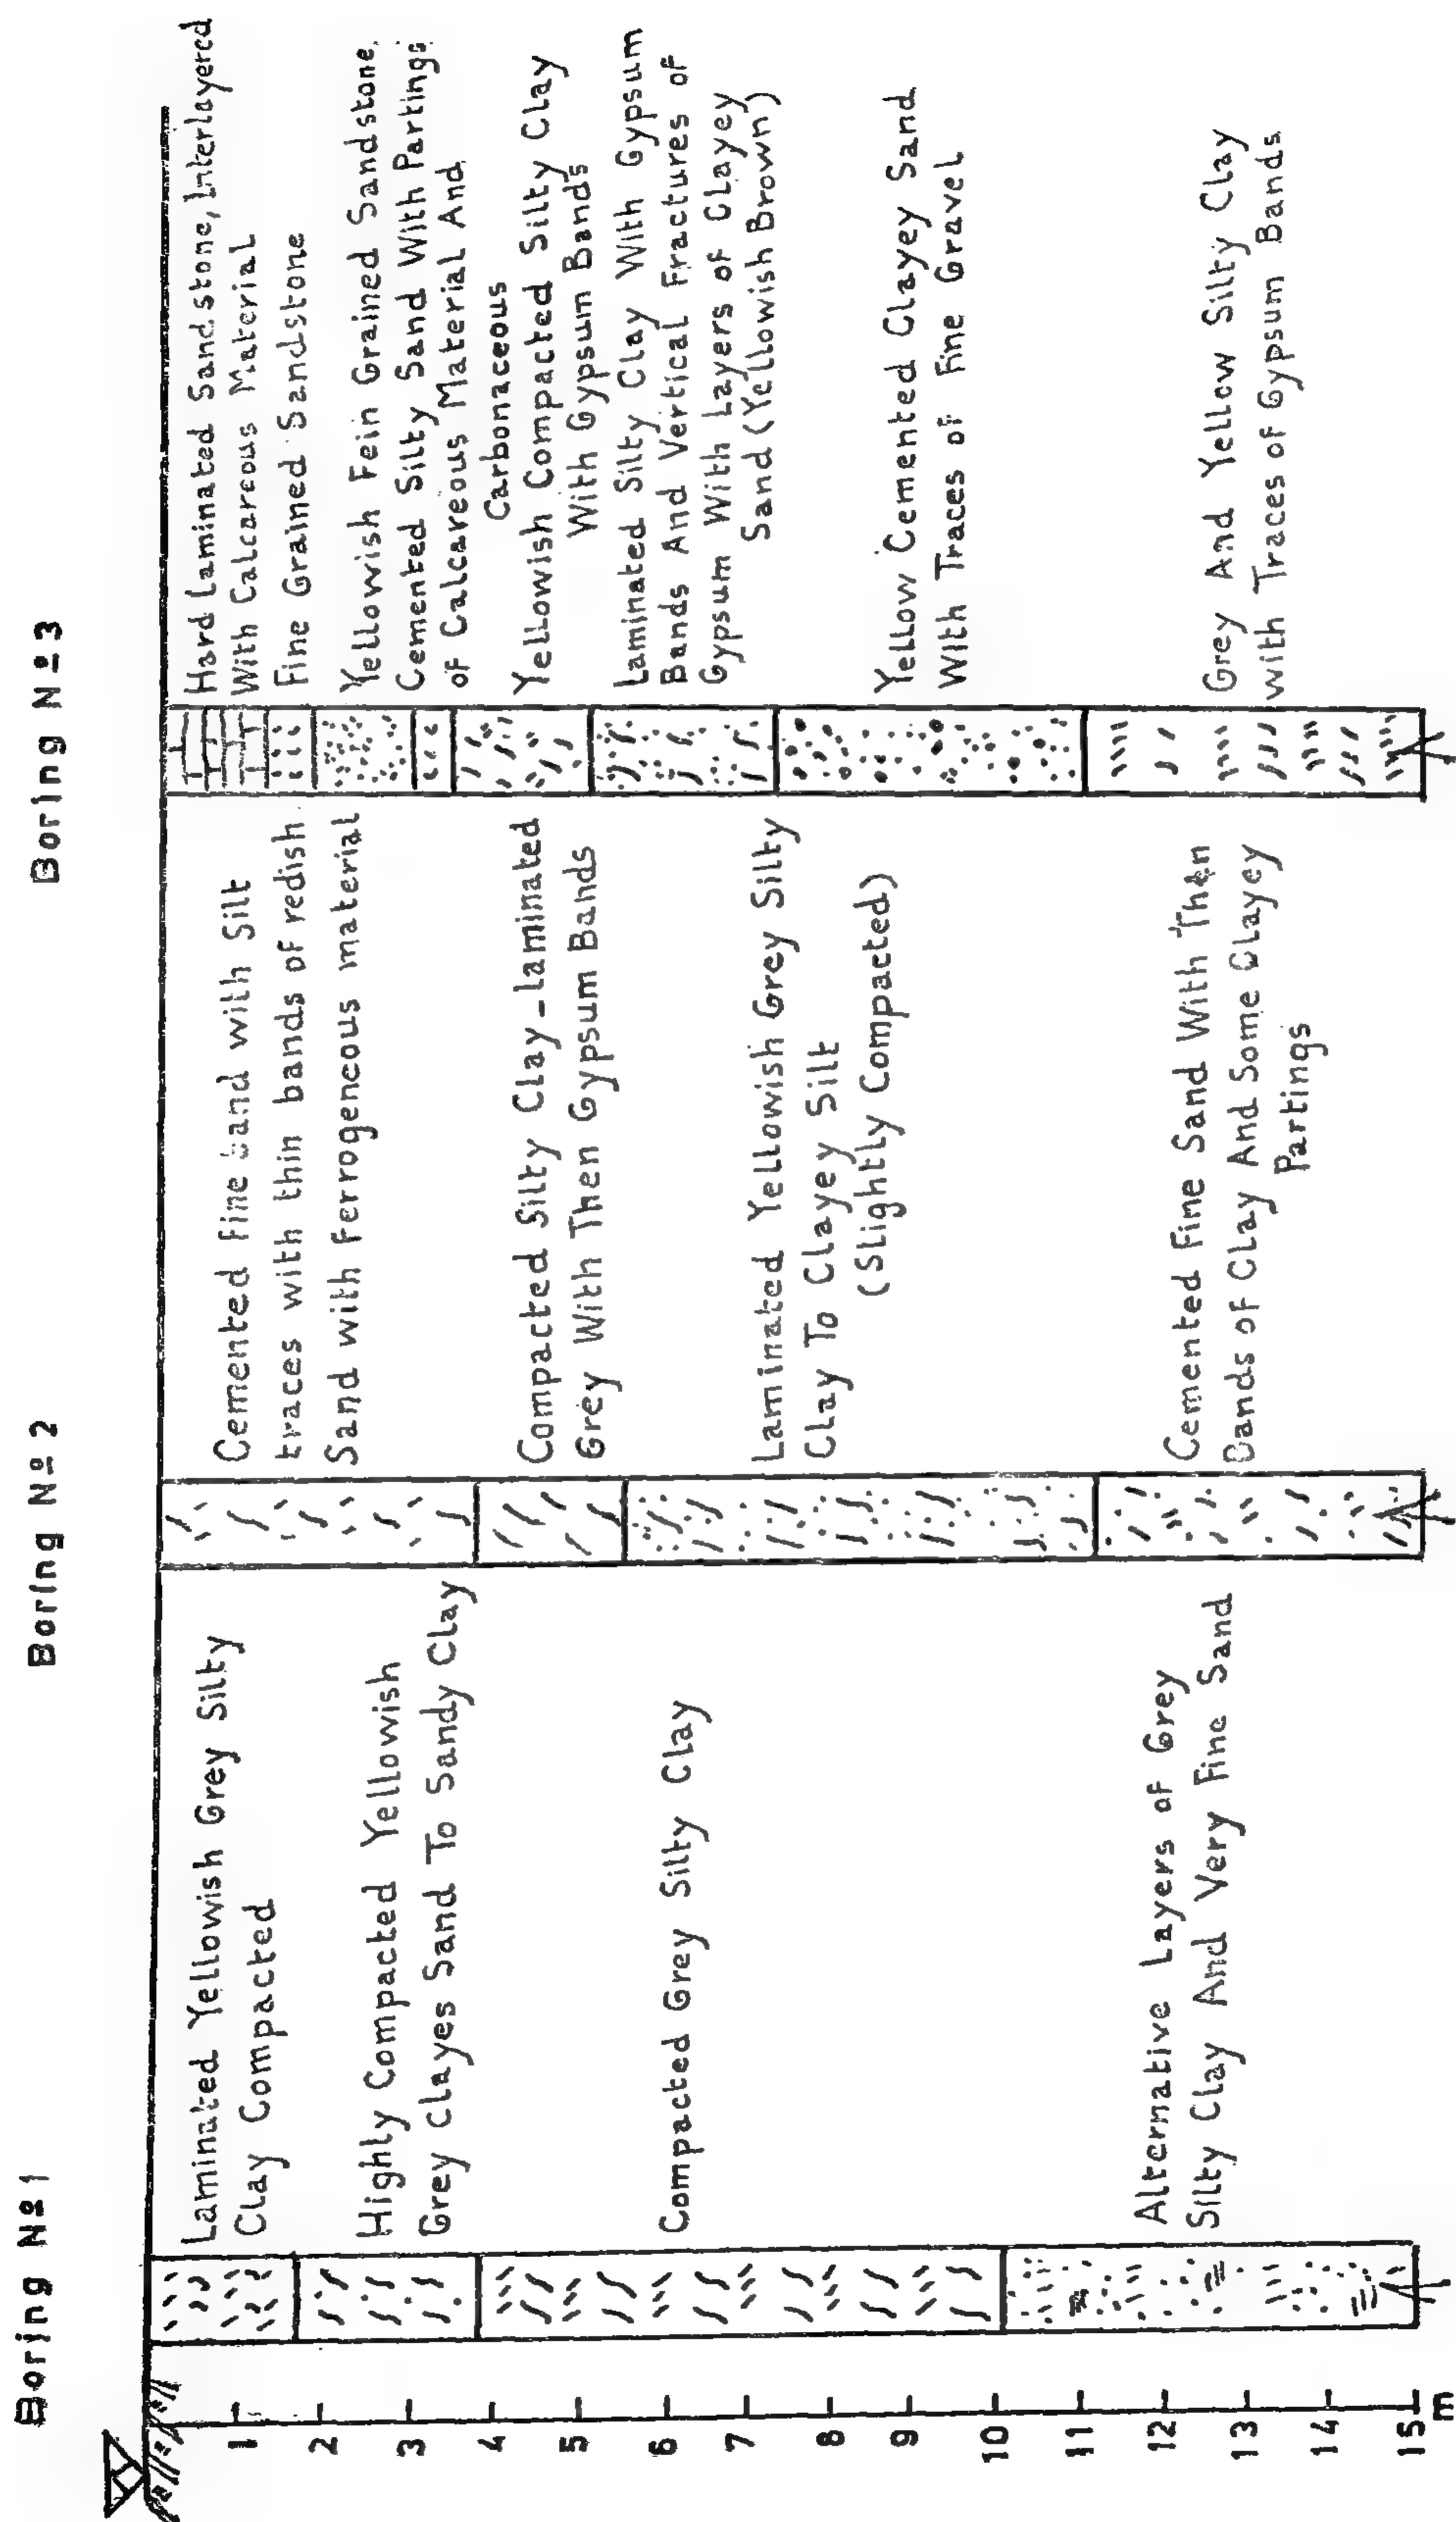 Boring Nº1
Boring Nº 2
Boring Nº3
1
2
3
4
5
6
7
8
9
10
11
12
13
14
15
m
Laminated Yellowish Grey Silty
Clay Compacted
Highly Compacted Yellowish
Grey Clayes Sand To Sandy Clay
Compacted Grey Silty Clay
Alternative Layers of Grey
Silty Clay And Very Fine Sand
Cemented Fine Sand with Silt
traces with thin bands of redish
Sand with Ferrogencous material
Compacted Silty Clay-laminated
Grey With Then Gypsum Bands
Laminated Yellowish Grey Silty
Clay To Clayey Silt
(Slightly Compacted)
Cemented Fine Sand With Then
Bands of Clay And Some Clayey
Partings
Hard Laminated Sandstone, Interlayered
With Calcareous Material
Fine Grained Sandstone
Yellowish Fein Grained Sandstone
Cemented Silty Sand With Partings
of Calcareous Material And
Carbonaceous
Yellowish Compacted Silty Clay
With Gypsum Bands
Laminated Silty Clay With Gypsum
Bands And Vertical Fractures of
Gypsum With Layers of Clayey
Sand (Yellowish Brown)
Yellow Cemented Clayey Sand
With Traces of Fine Gravel
Grey And Yellow Silty Clay
with Traces of Gypsum Bands